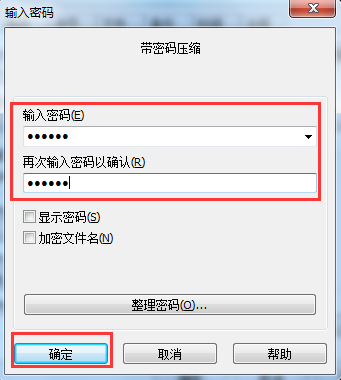 输入密码
带密码压缩
输入密码(E)
••••••
再次输入密码以确认(R)
••••••
显示密码(S)
加密文件名(N)
整理密码(O)...
确定
取消
帮助